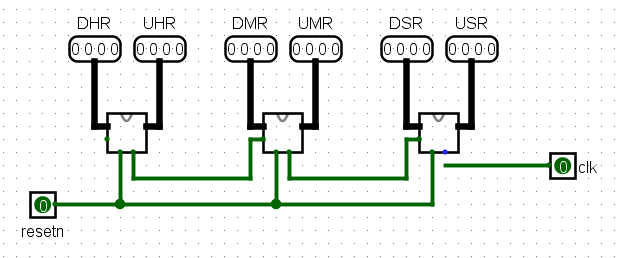 DHR UHR DMR UMR DSR USR
0000 0000 0000 0000 0000 0000
0 clk
0
resetn